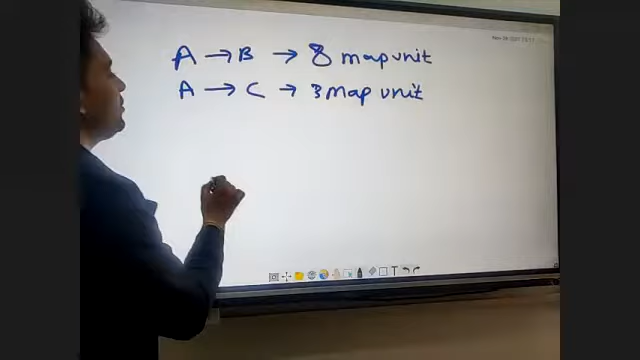 A → B → 8 map unit
A → C → 3 map unit